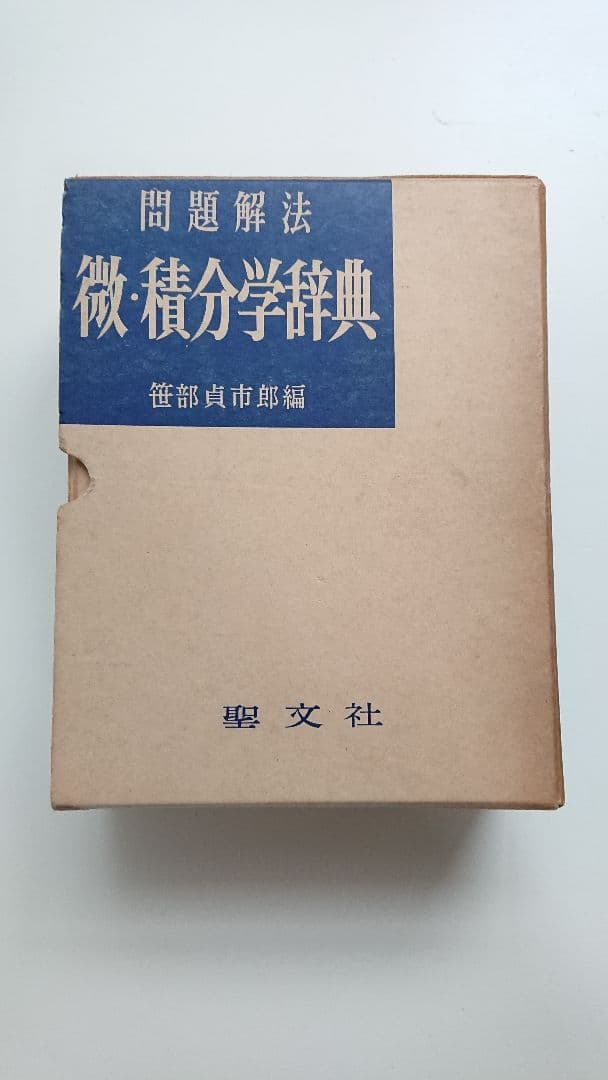 問題解法
微・積分学辞典
笹部貞市郎編
聖文社